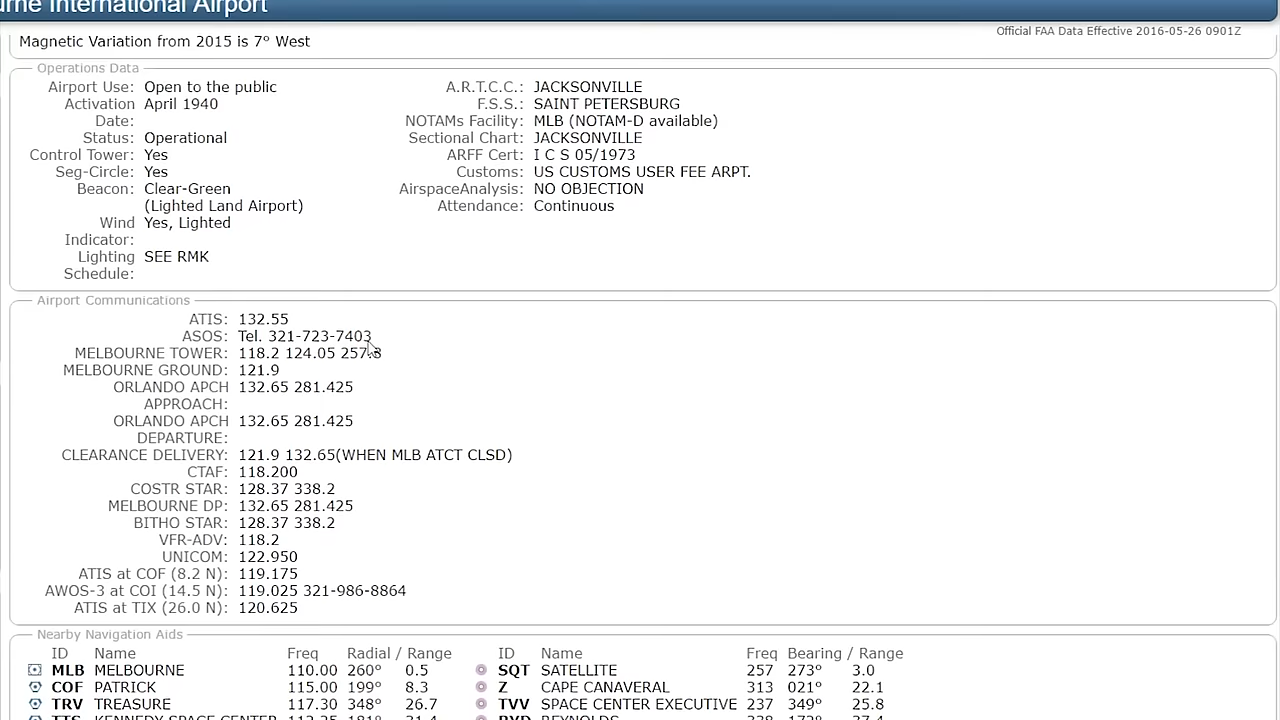 urne International Airport
Official FAA Data Effective 2016-05-26 0901Z
Magnetic Variation from 2015 is 7° West
Operations Data
Airport Use: Open to the public
Activation Date: April 1940
Status: Operational
Control Tower: Yes
Seg-Circle: Yes
Beacon: Clear-Green
(Lighted Land Airport)
Wind Indicator: Yes, Lighted
Lighting Schedule: SEE RMK
A.R.T.C.C.: JACKSONVILLE
F.S.S.: SAINT PETERSBURG
NOTAMs Facility: MLB (NOTAM-D available)
Sectional Chart: JACKSONVILLE
ARFF Cert: I C S 05/1973
Customs: US CUSTOMS USER FEE ARPT.
AirspaceAnalysis: NO OBJECTION
Attendance: Continuous
Airport Communications
ATIS: 132.55
ASOS: Tel. 321-723-7403
MELBOURNE TOWER: 118.2 124.05 257.8
MELBOURNE GROUND: 121.9
ORLANDO APCH APPROACH: 132.65 281.425
ORLANDO APCH DEPARTURE: 132.65 281.425
CLEARANCE DELIVERY: 121.9 132.65(WHEN MLB ATCT CLSD)
CTAF: 118.200
COSTR STAR: 128.37 338.2
MELBOURNE DP: 132.65 281.425
BITHO STAR: 128.37 338.2
VFR-ADV: 118.2
UNICOM: 122.950
ATIS at COF (8.2 N): 119.175
AWOS-3 at COI (14.5 N): 119.025 321-986-8864
ATIS at TIX (26.0 N): 120.625
Nearby Navigation Aids
ID Name Freq Radial / Range ID Name Freq Bearing / Range
MLB MELBOURNE 110.00 260° 0.5 SQT SATELLITE 257 273° 3.0
COF PATRICK 115.00 199° 8.3 Z CAPE CANAVERAL 313 021° 22.1
TRV TREASURE 117.30 348° 26.7 TVV SPACE CENTER EXECUTIVE 237 349° 25.8